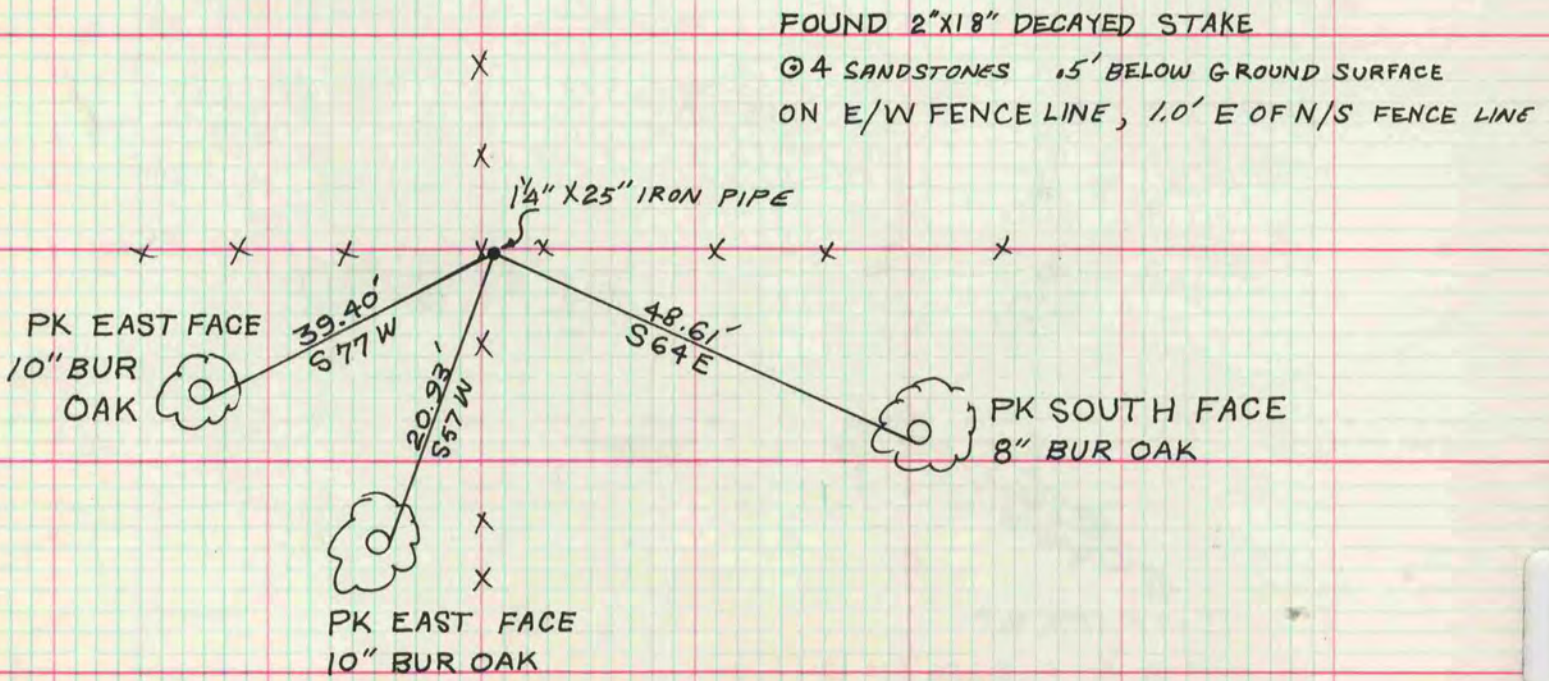 FOUND 2"X18" DECAYED STAKE
⊙4 SANDSTONES .5' BELOW GROUND SURFACE
ON E/W FENCE LINE, 1.0' E OF N/S FENCE LINE
1¼" X 25" IRON PIPE
39.40'
S77W
20.93'
S57W
48.61'
S64E
PK EAST FACE
10" BUR
OAK
PK SOUTH FACE
8" BUR OAK
PK EAST FACE
10" BUR OAK